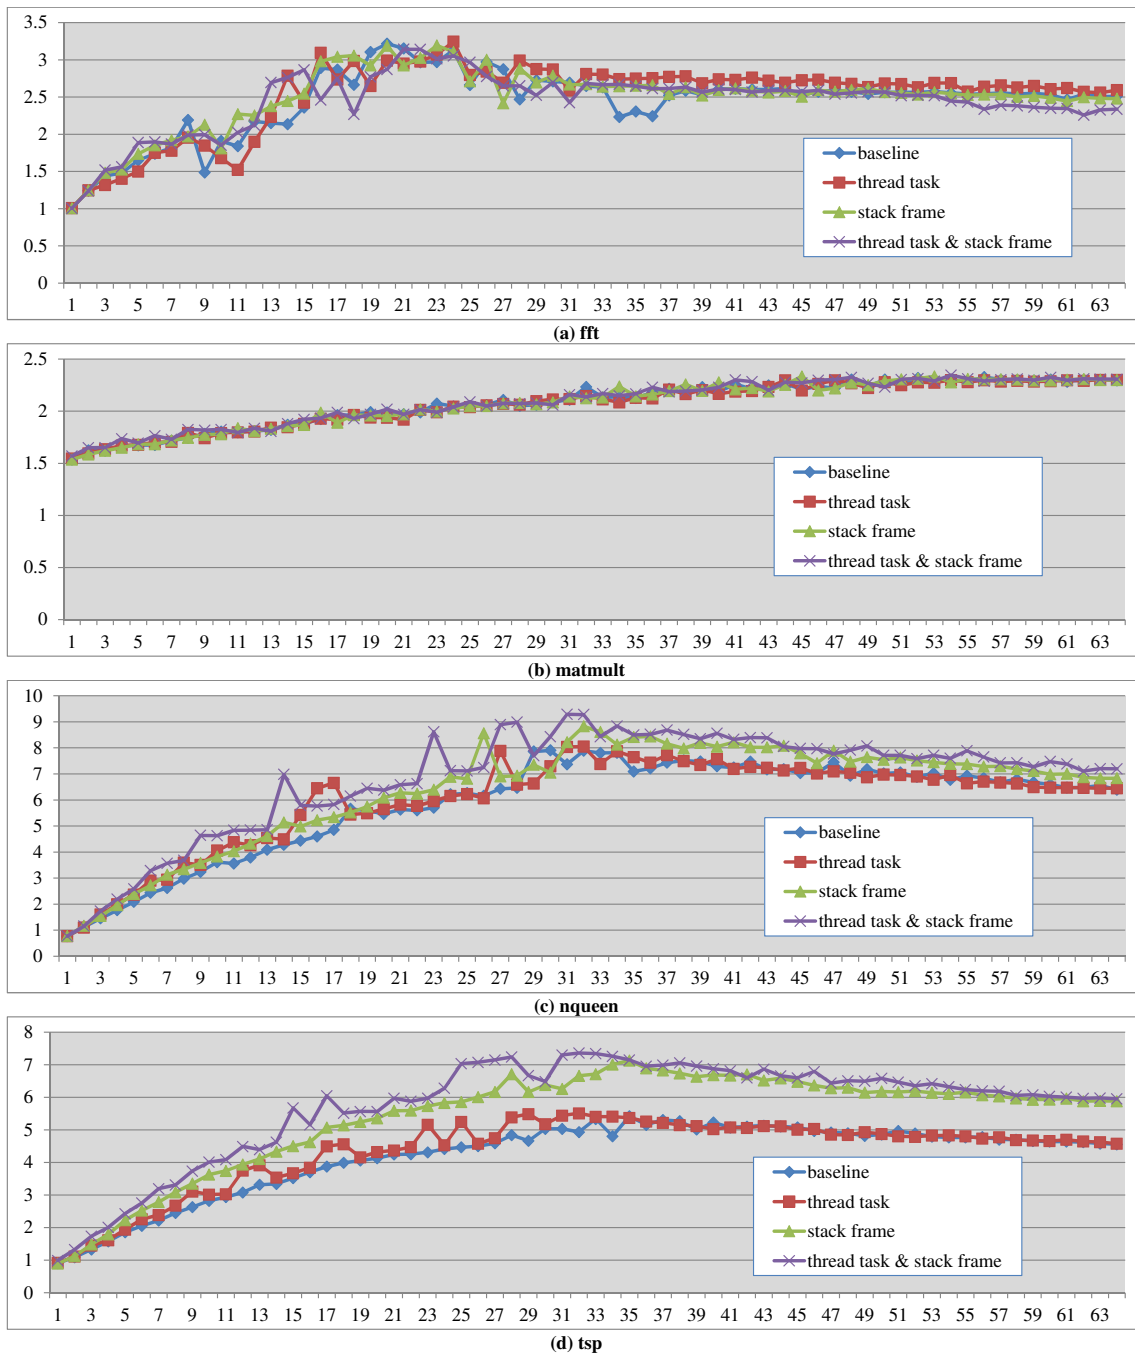 3.5
3
2.5
2
1.5
1
0.5
0
baseline
thread task
stack frame
thread task & stack frame
1 3 5 7 9 11 13 15 17 19 21 23 25 27 29 31 33 35 37 39 41 43 45 47 49 51 53 55 57 59 61 63
(a) fft
2.5
2
1.5
1
0.5
0
baseline
thread task
stack frame
thread task & stack frame
1 3 5 7 9 11 13 15 17 19 21 23 25 27 29 31 33 35 37 39 41 43 45 47 49 51 53 55 57 59 61 63
(b) matmult
10
9
8
7
6
5
4
3
2
1
0
baseline
thread task
stack frame
thread task & stack frame
1 3 5 7 9 11 13 15 17 19 21 23 25 27 29 31 33 35 37 39 41 43 45 47 49 51 53 55 57 59 61 63
(c) nqueen
8
7
6
5
4
3
2
1
0
baseline
thread task
stack frame
thread task & stack frame
1 3 5 7 9 11 13 15 17 19 21 23 25 27 29 31 33 35 37 39 41 43 45 47 49 51 53 55 57 59 61 63
(d) tsp